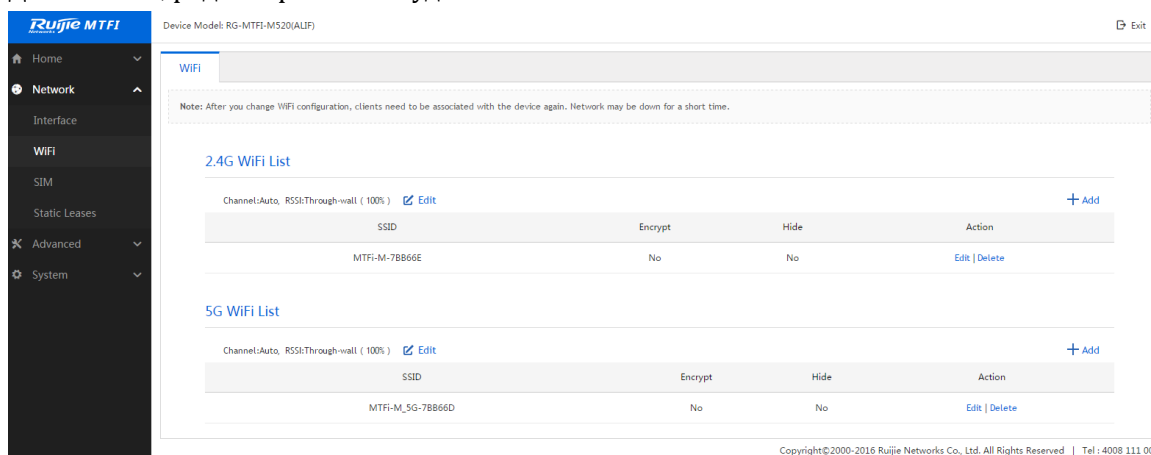 Ruijie Networks MTFI
Device Model: RG-MTFI-M520(ALIF)
Exit
Home
Network
Interface
WiFi
SIM
Static Leases
Advanced
System
WiFi
Note: After you change WiFi configuration, clients need to be associated with the device again. Network may be down for a short time.
2.4G WiFi List
Channel:Auto, RSSI:Through-wall ( 100% ) Edit
Add
SSID Encrypt Hide Action
MTFi-M-7BB66E No No Edit | Delete
5G WiFi List
Channel:Auto, RSSI:Through-wall ( 100% ) Edit
Add
SSID Encrypt Hide Action
MTFi-M_5G-7BB66D No No Edit | Delete
Copyright©2000-2016 Ruijie Networks Co., Ltd. All Rights Reserved | Tel : 4008 111 00